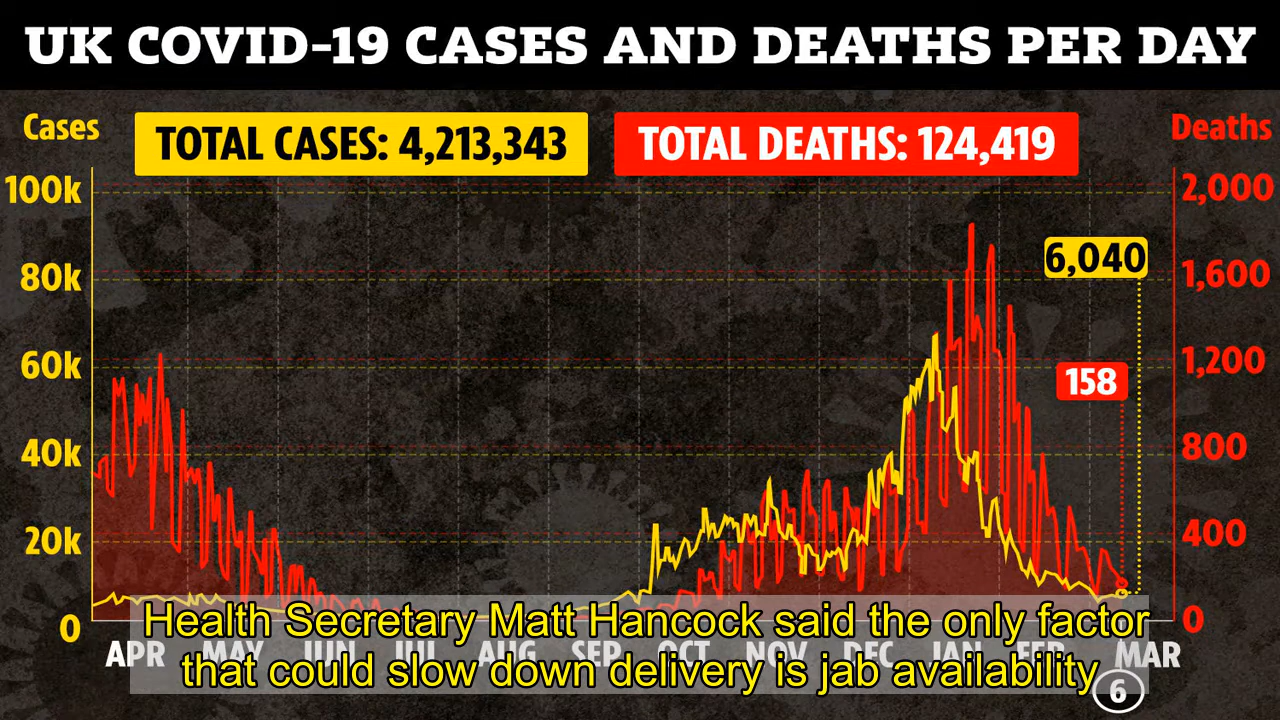 UK COVID-19 CASES AND DEATHS PER DAY
Cases
TOTAL CASES: 4,213,343
TOTAL DEATHS: 124,419
Deaths
100k
2,000
6,040
80k
1,600
60k
1,200
158
40k
800
20k
400
0
0
Health Secretary Matt Hancock said the only factor
that could slow down delivery is jab availability
APR MAY JUN JUL AUG SEP OCT NOV DEC JAN FEB MAR
6